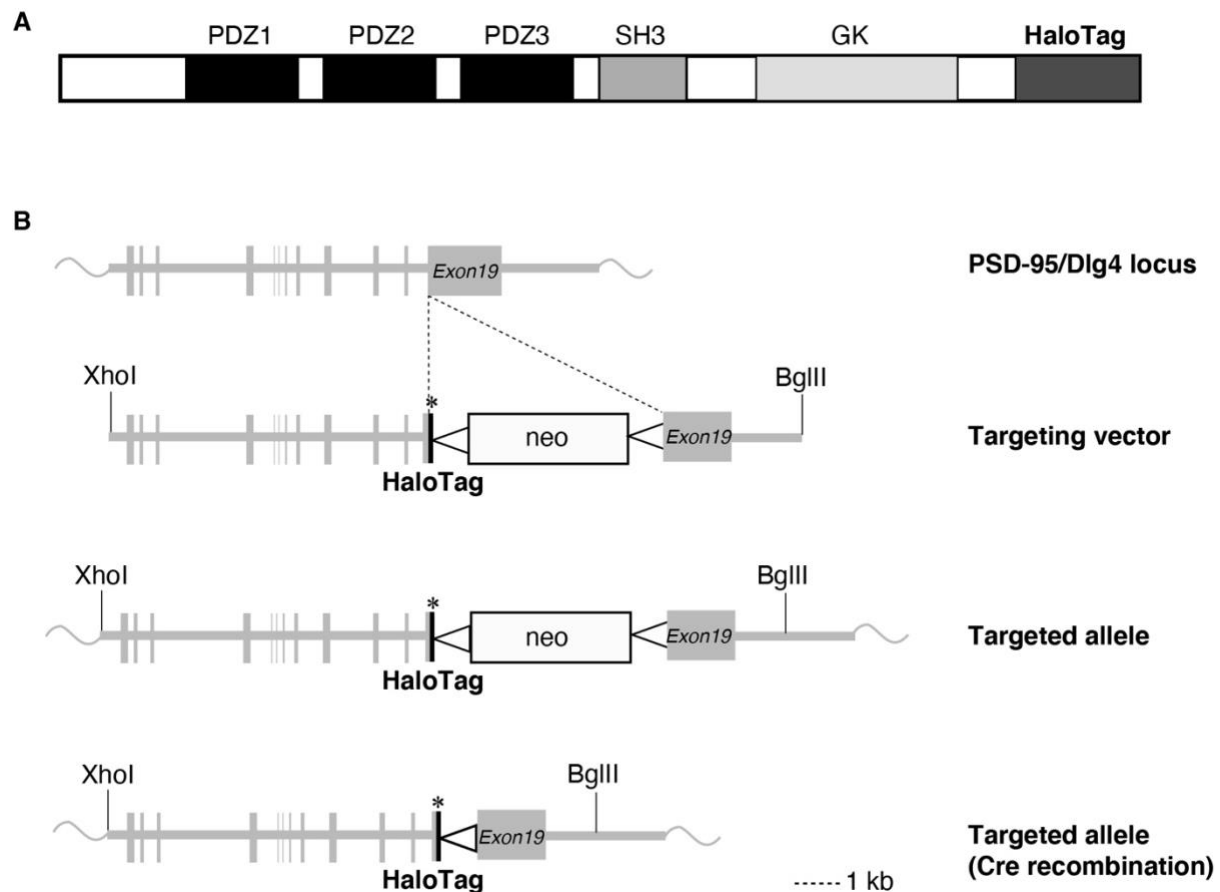 A
PDZ1 PDZ2 PDZ3 SH3 GK HaloTag
B
Exon19
PSD-95/Dlg4 locus
XhoI
BglII
*
neo
Exon19
Targeting vector
HaloTag
XhoI
BglII
*
neo
Exon19
Targeted allele
HaloTag
XhoI
BglII
*
Exon19
Targeted allele
(Cre recombination)
HaloTag
1 kb